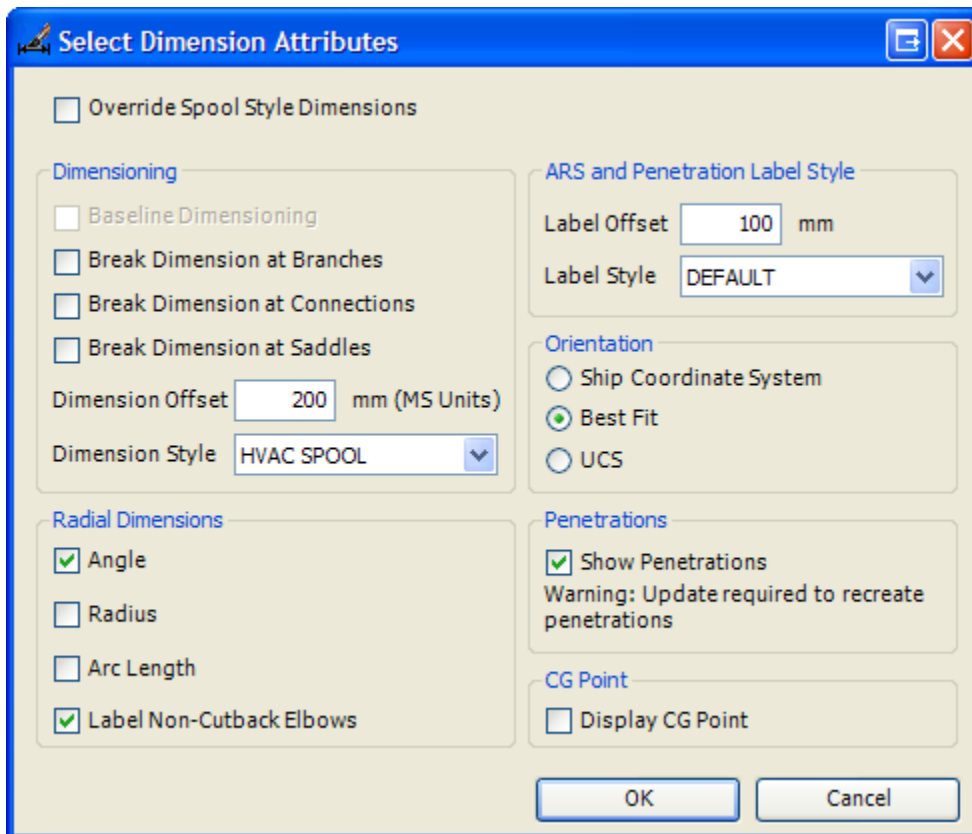 Select Dimension Attributes
Override Spool Style Dimensions
Dimensioning
Baseline Dimensioning
Break Dimension at Branches
Break Dimension at Connections
Break Dimension at Saddles
Dimension Offset 200 mm (MS Units)
Dimension Style HVAC SPOOL
Radial Dimensions
Angle
Radius
Arc Length
Label Non-Cutback Elbows
ARS and Penetration Label Style
Label Offset 100 mm
Label Style DEFAULT
Orientation
Ship Coordinate System
Best Fit
UCS
Penetrations
Show Penetrations
Warning: Update required to recreate
penetrations
CG Point
Display CG Point
OK Cancel